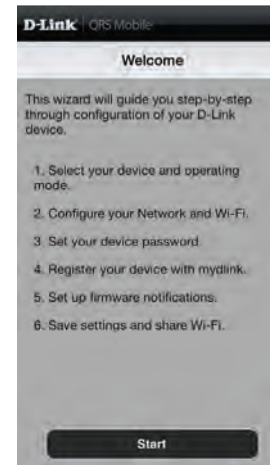 D-Link QRS Mobile
Welcome
This wizard will guide you step-by-step
through configuration of your D-Link
device.
1. Select your device and operating
mode.
2. Configure your Network and Wi-Fi.
3. Set your device password.
4. Register your device with mydlink.
5. Set up firmware notifications.
6. Save settings and share Wi-Fi.
Start